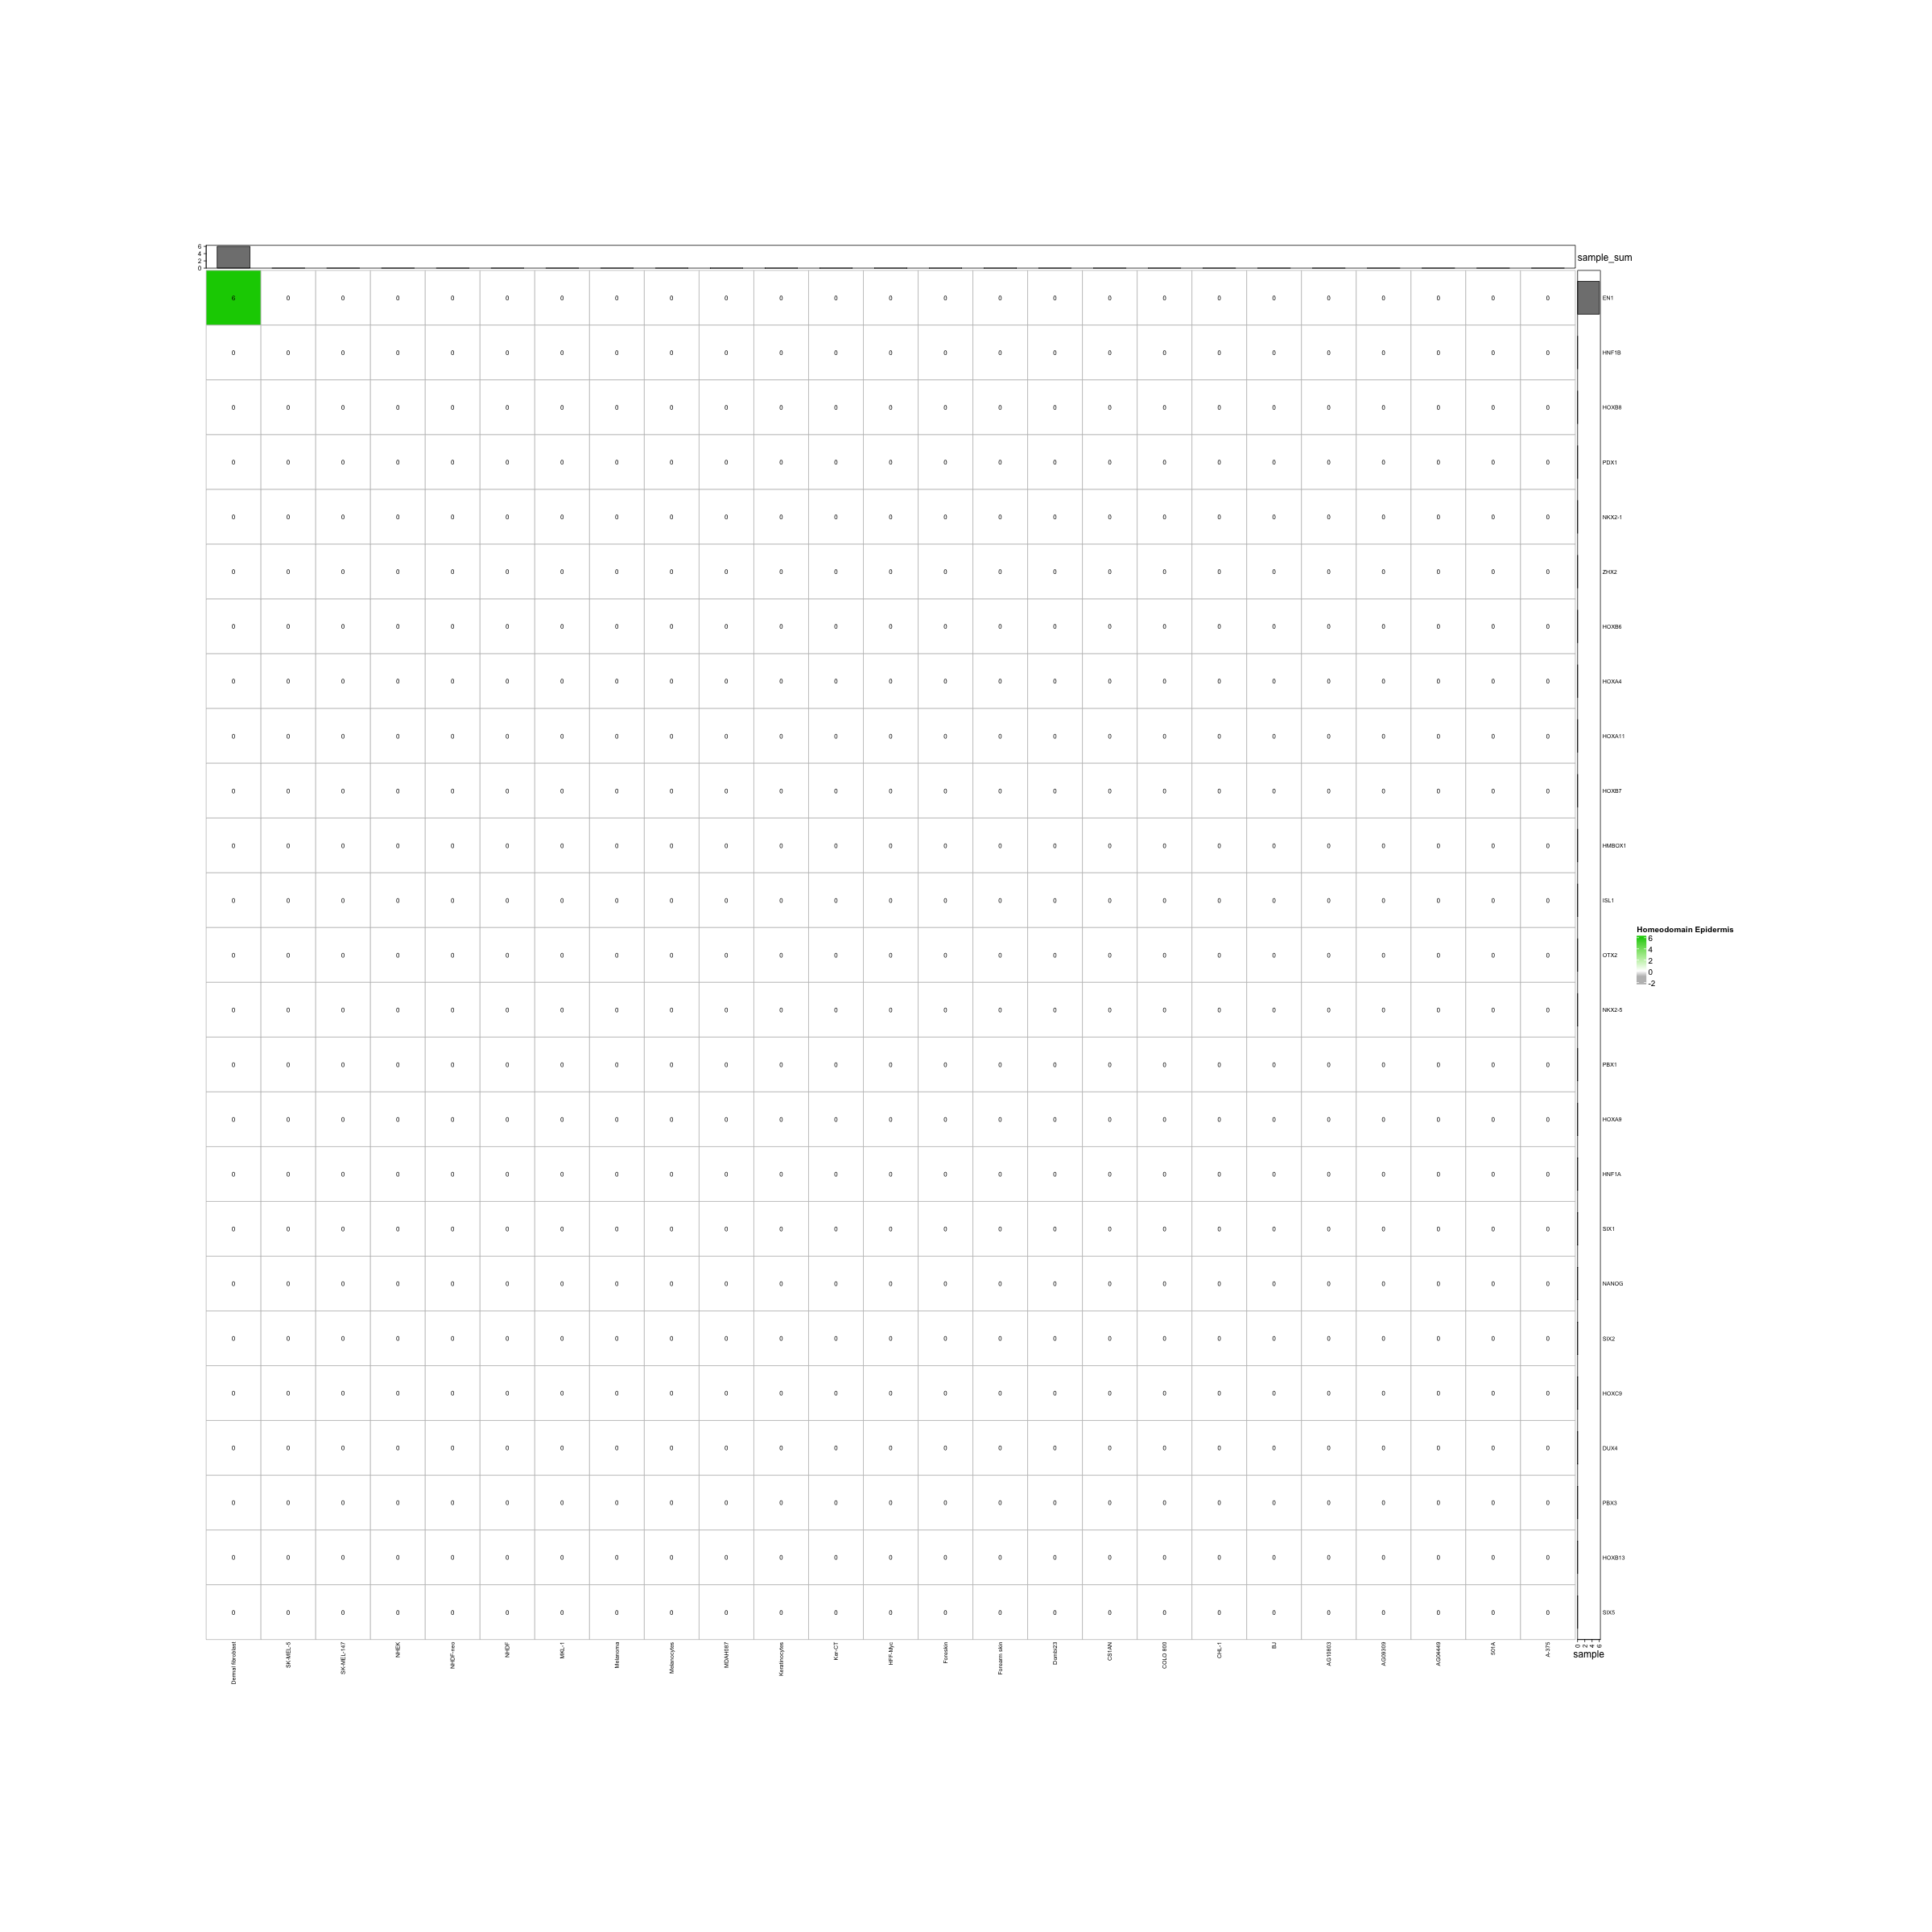 6
4
2
0
sample_sum
6 0 0 0 0 0 0 0 0 0 0 0 0 0 0 0 0 0 0 0 0 0 0 0 0 EN1
0 0 0 0 0 0 0 0 0 0 0 0 0 0 0 0 0 0 0 0 0 0 0 0 0 HNF1B
0 0 0 0 0 0 0 0 0 0 0 0 0 0 0 0 0 0 0 0 0 0 0 0 0 HOXB8
0 0 0 0 0 0 0 0 0 0 0 0 0 0 0 0 0 0 0 0 0 0 0 0 0 PDX1
0 0 0 0 0 0 0 0 0 0 0 0 0 0 0 0 0 0 0 0 0 0 0 0 0 NKX2-1
0 0 0 0 0 0 0 0 0 0 0 0 0 0 0 0 0 0 0 0 0 0 0 0 0 ZHX2
0 0 0 0 0 0 0 0 0 0 0 0 0 0 0 0 0 0 0 0 0 0 0 0 0 HOXB6
0 0 0 0 0 0 0 0 0 0 0 0 0 0 0 0 0 0 0 0 0 0 0 0 0 HOXA4
0 0 0 0 0 0 0 0 0 0 0 0 0 0 0 0 0 0 0 0 0 0 0 0 0 HOXA11
0 0 0 0 0 0 0 0 0 0 0 0 0 0 0 0 0 0 0 0 0 0 0 0 0 HOXB7
0 0 0 0 0 0 0 0 0 0 0 0 0 0 0 0 0 0 0 0 0 0 0 0 0 HMBOX1
0 0 0 0 0 0 0 0 0 0 0 0 0 0 0 0 0 0 0 0 0 0 0 0 0 ISL1
0 0 0 0 0 0 0 0 0 0 0 0 0 0 0 0 0 0 0 0 0 0 0 0 0 OTX2
0 0 0 0 0 0 0 0 0 0 0 0 0 0 0 0 0 0 0 0 0 0 0 0 0 NKX2-5
0 0 0 0 0 0 0 0 0 0 0 0 0 0 0 0 0 0 0 0 0 0 0 0 0 PBX1
0 0 0 0 0 0 0 0 0 0 0 0 0 0 0 0 0 0 0 0 0 0 0 0 0 HOXA9
0 0 0 0 0 0 0 0 0 0 0 0 0 0 0 0 0 0 0 0 0 0 0 0 0 HNF1A
0 0 0 0 0 0 0 0 0 0 0 0 0 0 0 0 0 0 0 0 0 0 0 0 0 SIX1
0 0 0 0 0 0 0 0 0 0 0 0 0 0 0 0 0 0 0 0 0 0 0 0 0 NANOG
0 0 0 0 0 0 0 0 0 0 0 0 0 0 0 0 0 0 0 0 0 0 0 0 0 SIX2
0 0 0 0 0 0 0 0 0 0 0 0 0 0 0 0 0 0 0 0 0 0 0 0 0 HOXC9
0 0 0 0 0 0 0 0 0 0 0 0 0 0 0 0 0 0 0 0 0 0 0 0 0 DUX4
0 0 0 0 0 0 0 0 0 0 0 0 0 0 0 0 0 0 0 0 0 0 0 0 0 PBX3
0 0 0 0 0 0 0 0 0 0 0 0 0 0 0 0 0 0 0 0 0 0 0 0 0 HOXB13
0 0 0 0 0 0 0 0 0 0 0 0 0 0 0 0 0 0 0 0 0 0 0 0 0 SIX5
Dermal fibroblast
SK-MEL-5
SK-MEL-147
NHEK
NHDF-neo
NHDF
MKL-1
Melanoma
Melanocytes
MDAH587
Keratinocytes
Ker-CT
HFF-Myc
Foreskin
Forearm skin
Dombi23
CS1AN
COLO 800
CHL-1
BJ
AG10803
AG09309
AG04449
501A
A-375
0 2 4 6
sample
Homeodomain Epidermis
6
4
2
0
-2